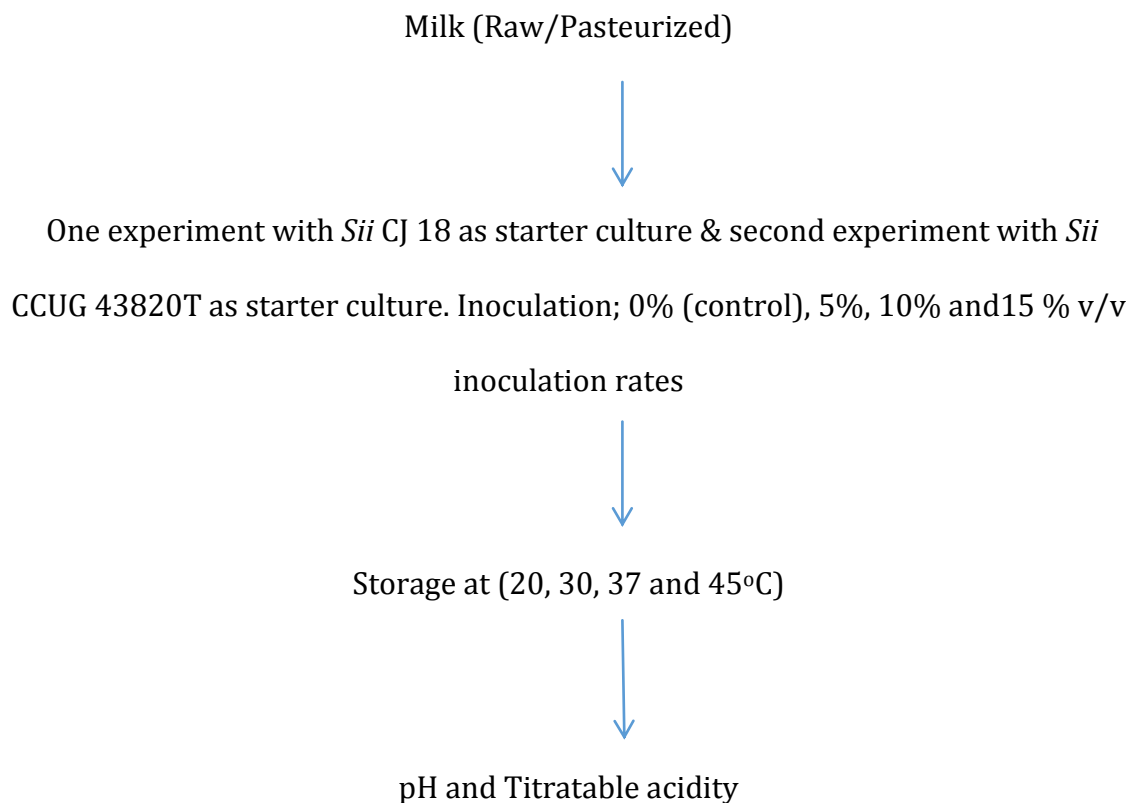 Milk (Raw/Pasteurized)
One experiment with Sii CJ 18 as starter culture & second experiment with Sii
CCUG 43820T as starter culture. Inoculation; 0% (control), 5%, 10% and15 % v/v
inoculation rates
Storage at (20, 30, 37 and 45ºC)
pH and Titratable acidity